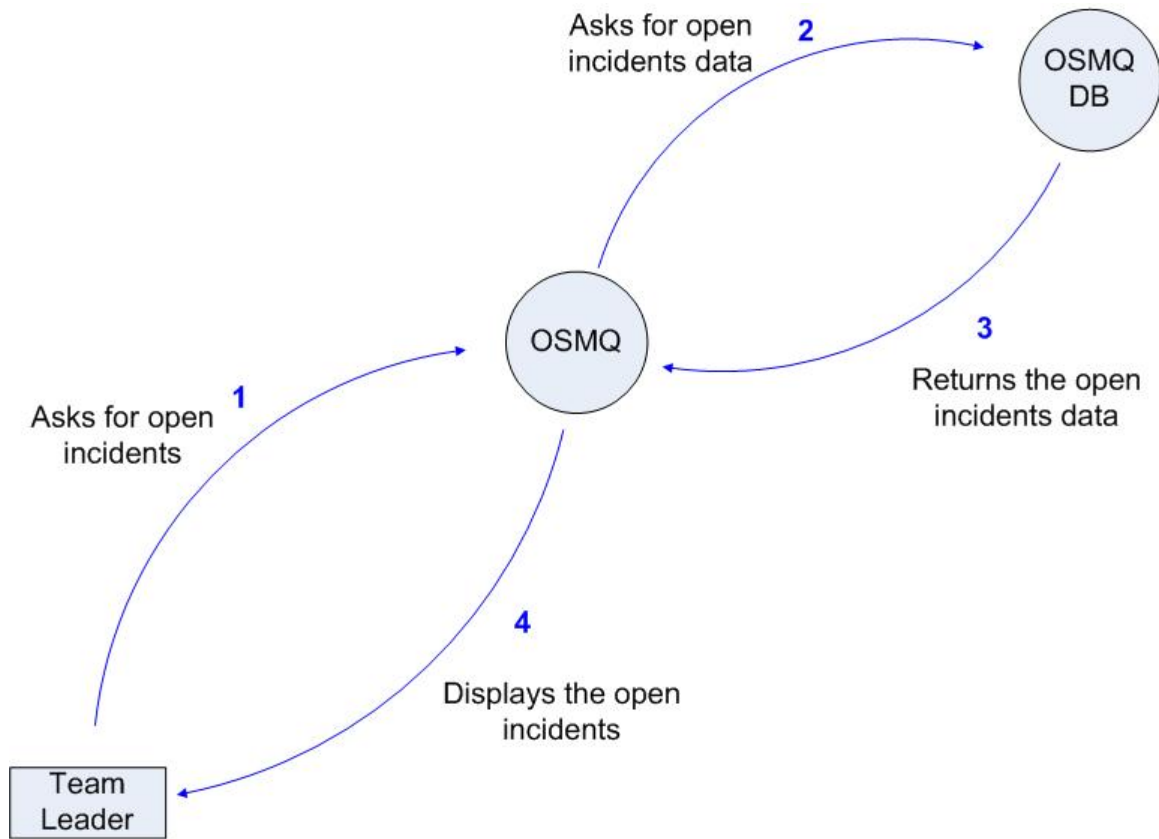 Asks for open
incidents data
2
OSMQ
DB
3
Returns the open
incidents data
OSMQ
1
Asks for open
incidents
4
Displays the open
incidents
Team
Leader